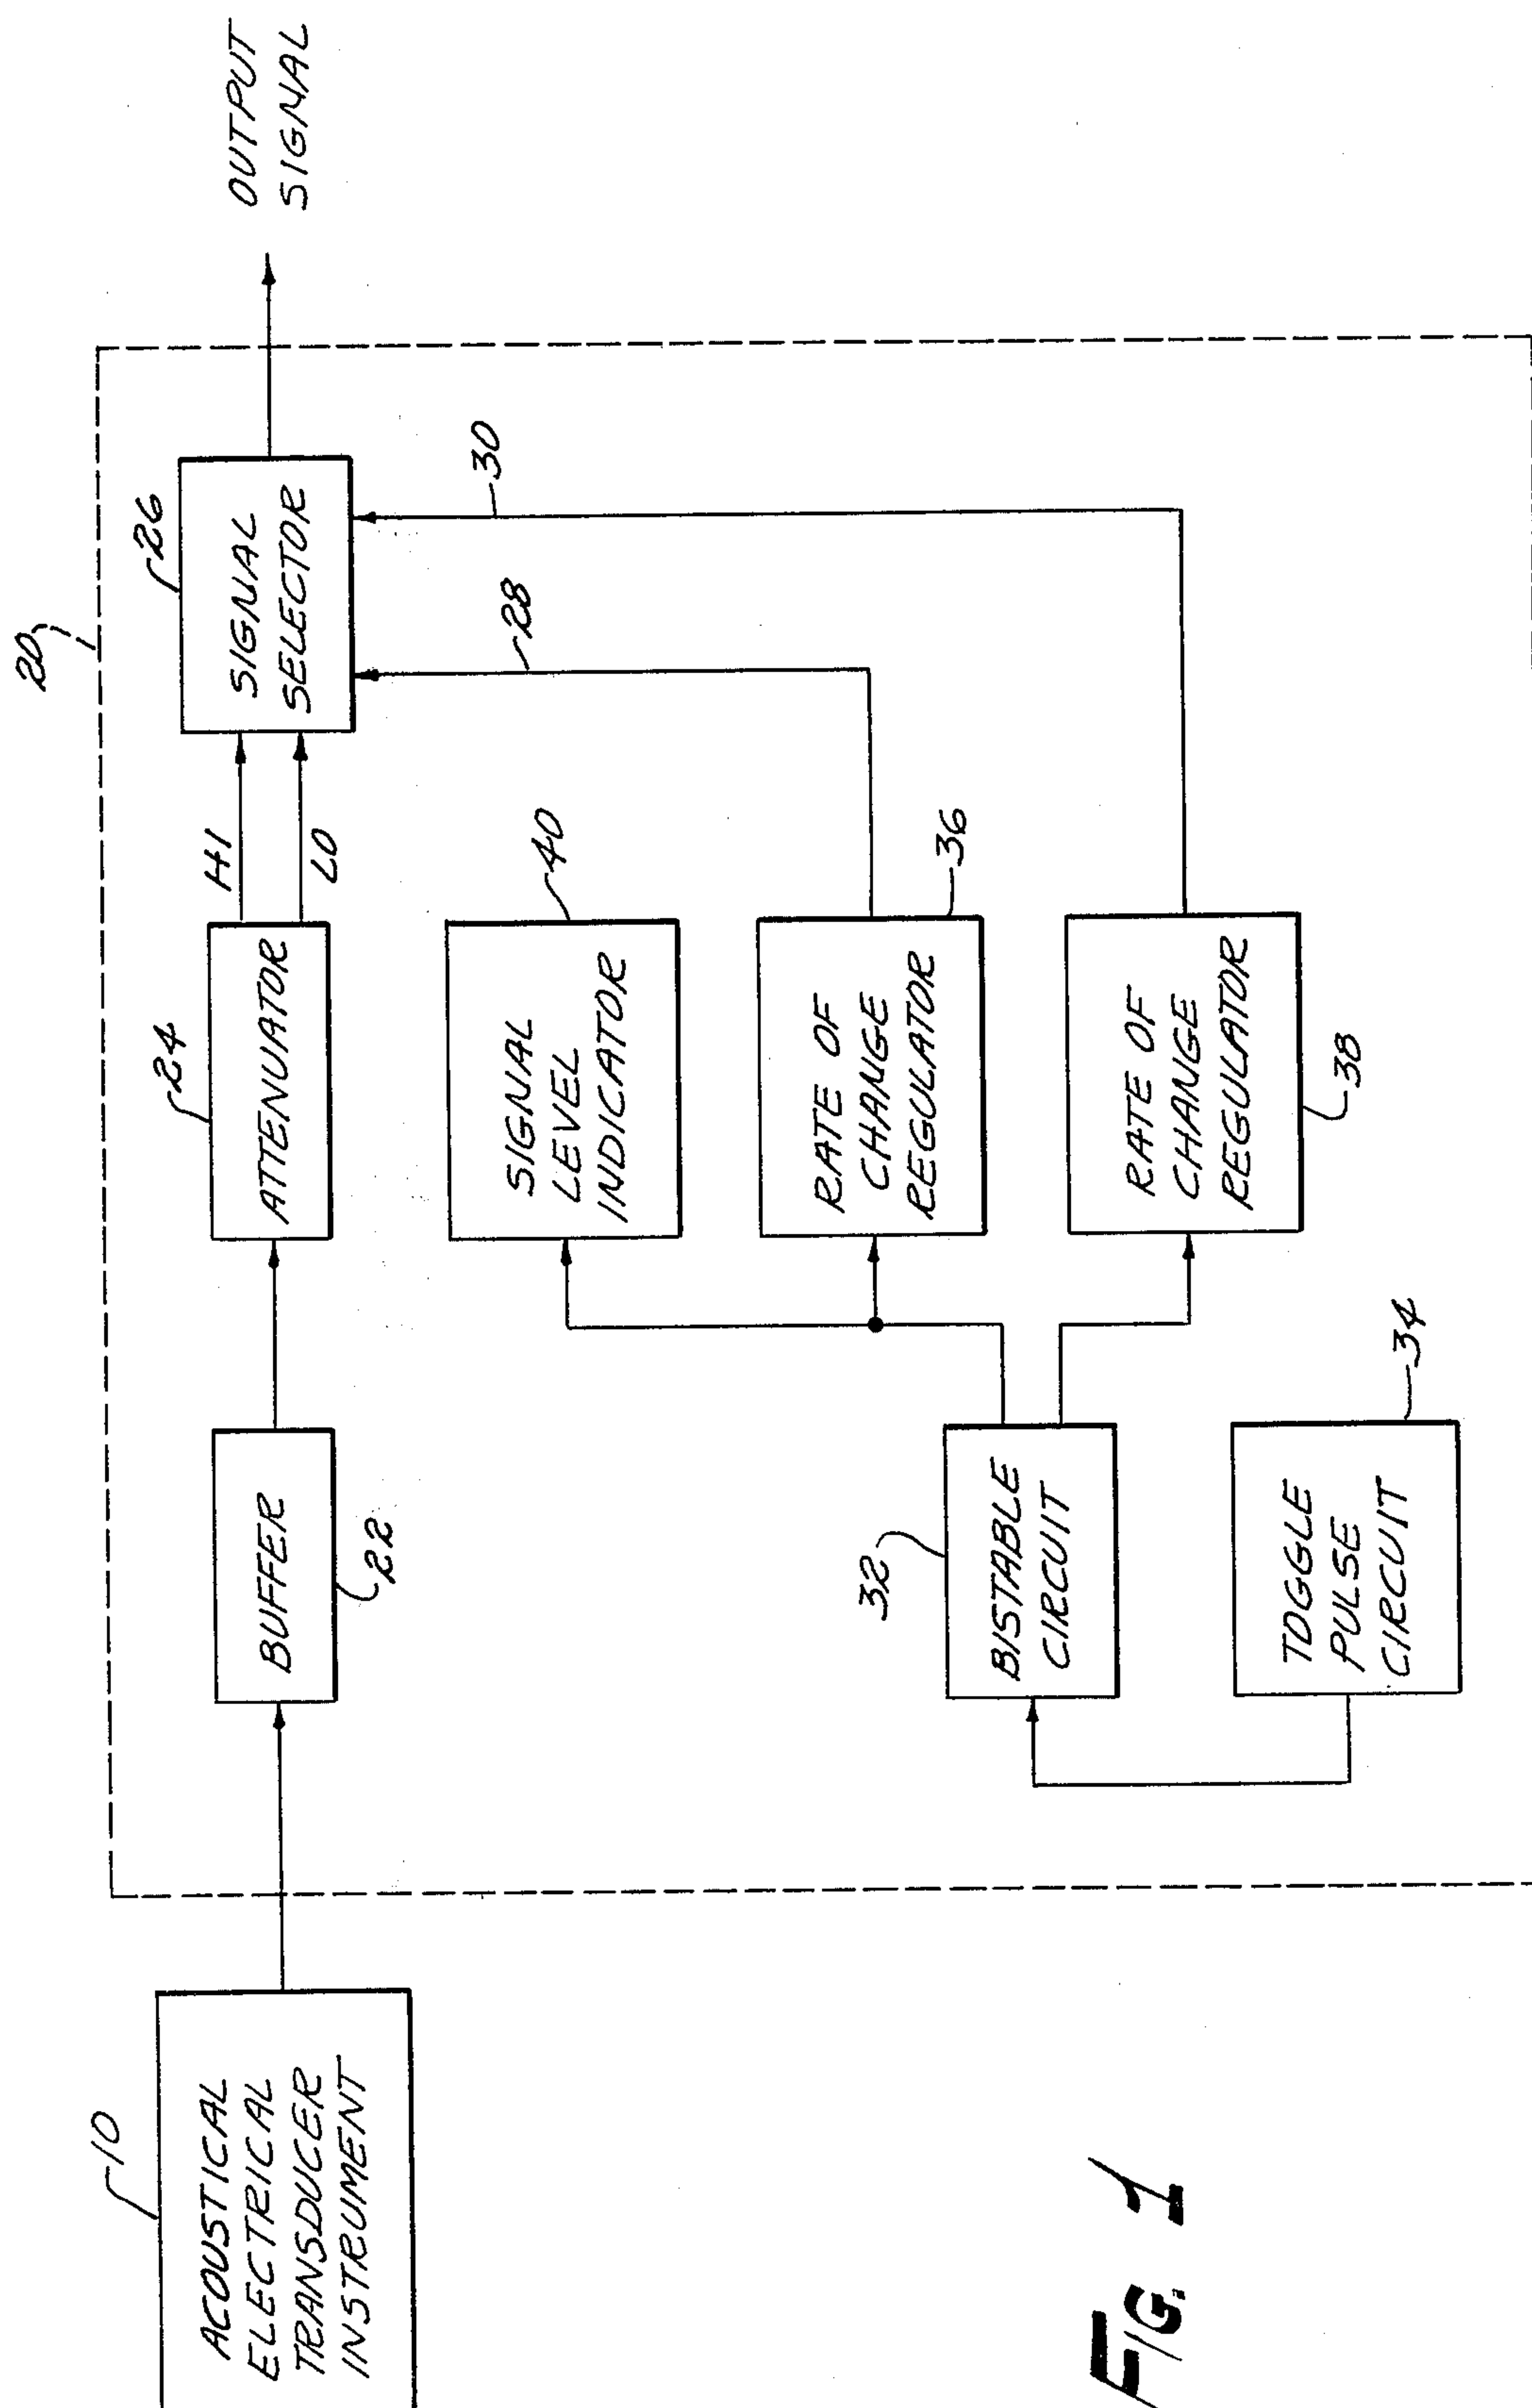 20
10
ACOUSTICAL
ELECTRICAL
TRANSDUCER
INSTRUMENT
BUFFER
22
24
ATTENUATOR
HI
LO
26
SIGNAL
SELECTOR
OUTPUT
SIGNAL
28
30
SIGNAL
LEVEL
INDICATOR
40
RATE OF
CHANGE
REGULATOR
36
RATE OF
CHANGE
REGULATOR
38
32
BISTABLE
CIRCUIT
TOGGLE
PULSE
CIRCUIT
34
FIG. 1